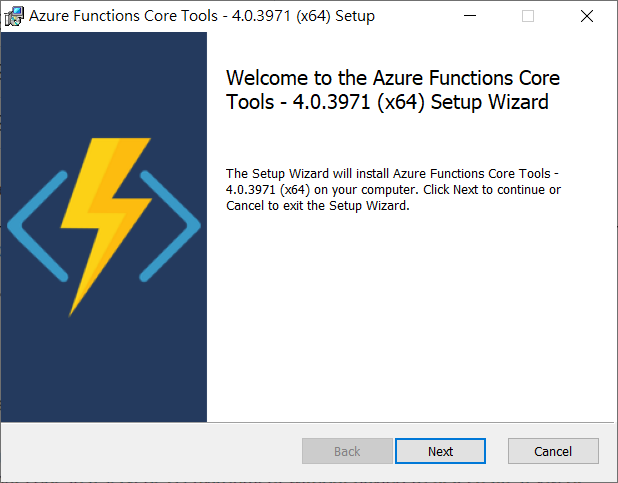 Azure Functions Core Tools - 4.0.3971 (x64) Setup
Welcome to the Azure Functions Core
Tools - 4.0.3971 (x64) Setup Wizard
The Setup Wizard will install Azure Functions Core Tools -
4.0.3971 (x64) on your computer. Click Next to continue or
Cancel to exit the Setup Wizard.
Back
Next
Cancel